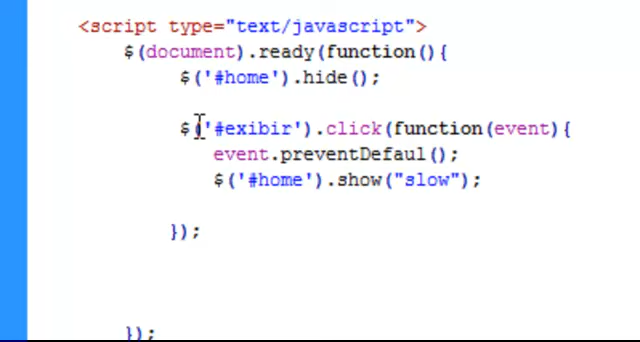 <script type="text/javascript">
$(document).ready(function(){
$('#home').hide();
$('#exibir').click(function(event){
event.preventDefaul();
$('#home').show("slow");
});
});